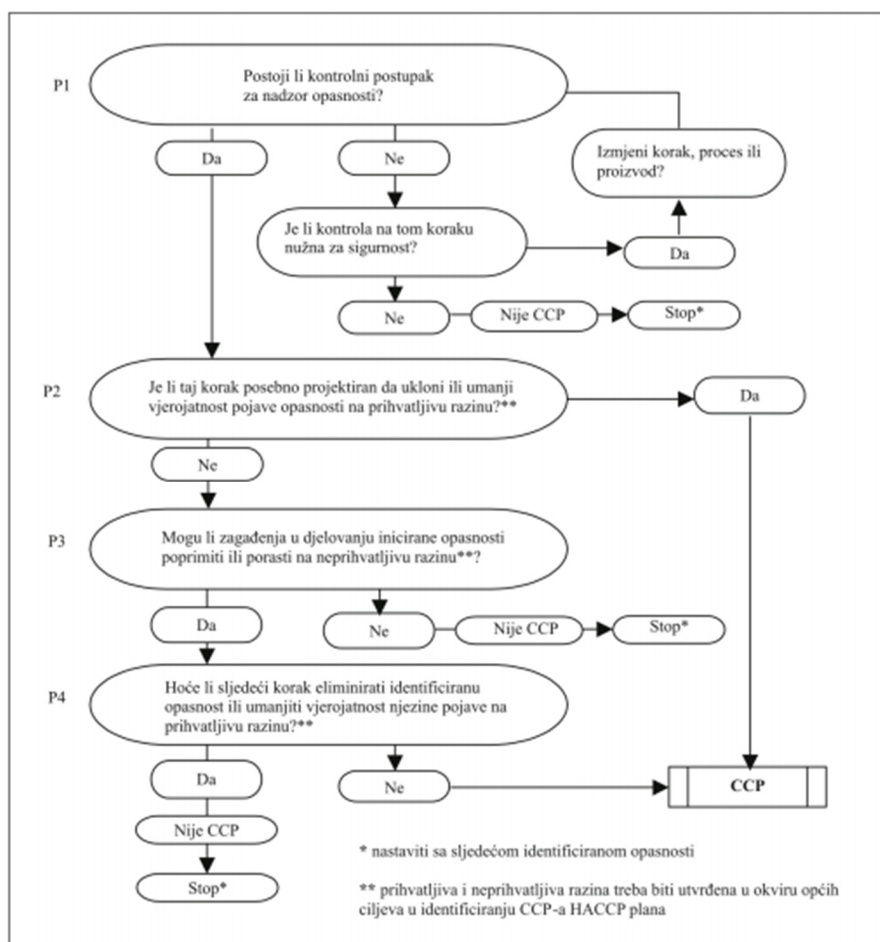 P1
Postoji li kontrolni postupak
za nadzor opasnosti?
Da
Ne
Izmjeni korak, proces ili
proizvod?
Je li kontrola na tom koraku
nužna za sigurnost?
Da
Ne
Nije CCP
Stop*
P2
Je li taj korak posebno projektiran da ukloni ili umanji
vjerojatnost pojave opasnosti na prihvatljivu razinu?**
Da
Ne
P3
Mogu li zagađenja u djelovanju inicirane opasnosti
poprimiti ili porasti na neprihvatljivu razinu**?
Da
Ne
Nije CCP
Stop*
P4
Hoće li sljedeći korak eliminirati identificiranu
opasnost ili umanjiti vjerojatnost njezine pojave na
prihvatljivu razinu?**
Da
Ne
CCP
Nije CCP
Stop*
* nastaviti sa sljedećom identificiranom opasnosti
** prihvatljiva i neprihvatljiva razina treba biti utvrđena u okviru općih
ciljeva u identificiranju CCP-a HACCP plana